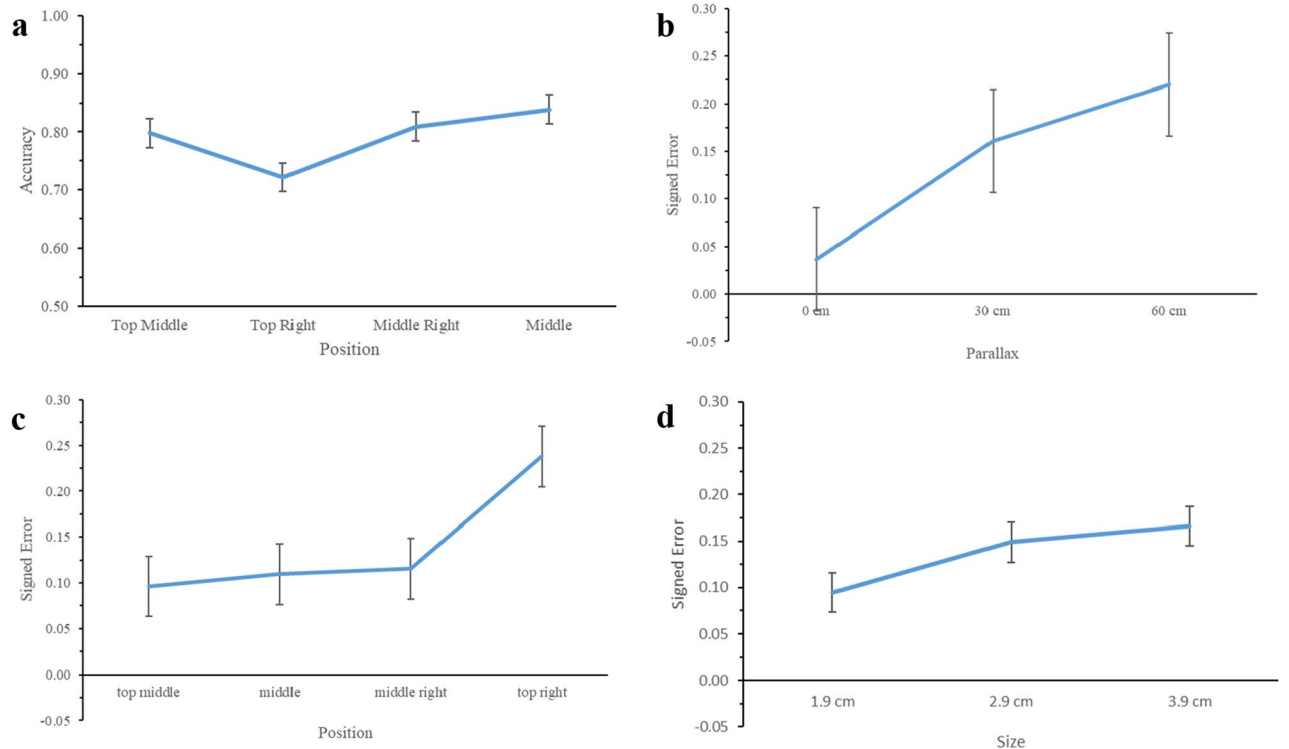 a
1.00
0.90
0.80
0.70
0.60
0.50
Accuracy
Top Middle Top Right Middle Right Middle
Position
b
0.30
0.25
0.20
0.15
0.10
0.05
0.00
-0.05
Signed Error
0 cm 30 cm 60 cm
Parallax
c
0.30
0.25
0.20
0.15
0.10
0.05
0.00
-0.05
Signed Error
top middle middle middle right top right
Position
d
0.30
0.25
0.20
0.15
0.10
0.05
0.00
-0.05
Signed Error
1.9 cm 2.9 cm 3.9 cm
Size